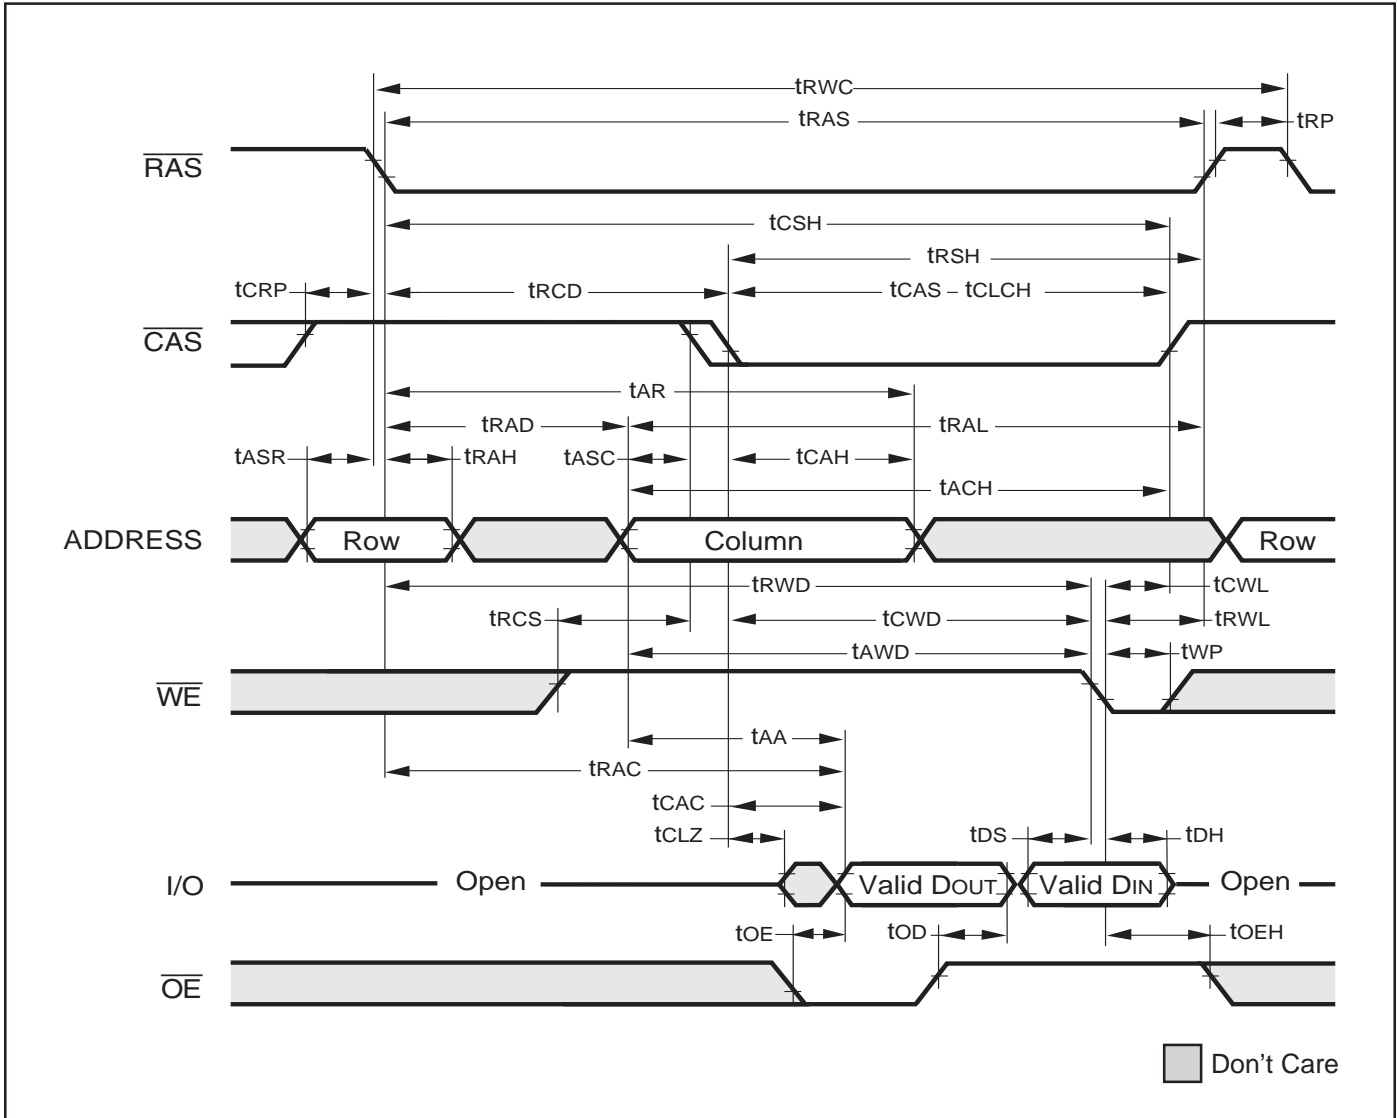 tRWC
tRAS
tRP
RAS
tCSH
tRSH
tCRP
tRCD
tCAS – tCLCH
CAS
tAR
tRAD
tRAL
tASR
tRAH
tASC
tCAH
tACH
ADDRESS
Row
Column
Row
tRWD
tCWL
tRCS
tCWD
tRWL
tAWD
tWP
WE
tAA
tRAC
tCAC
tCLZ
tDS
tDH
I/O
Open
Valid DOUT
Valid DIN
Open
tOE
tOD
tOEH
OE
Don't Care